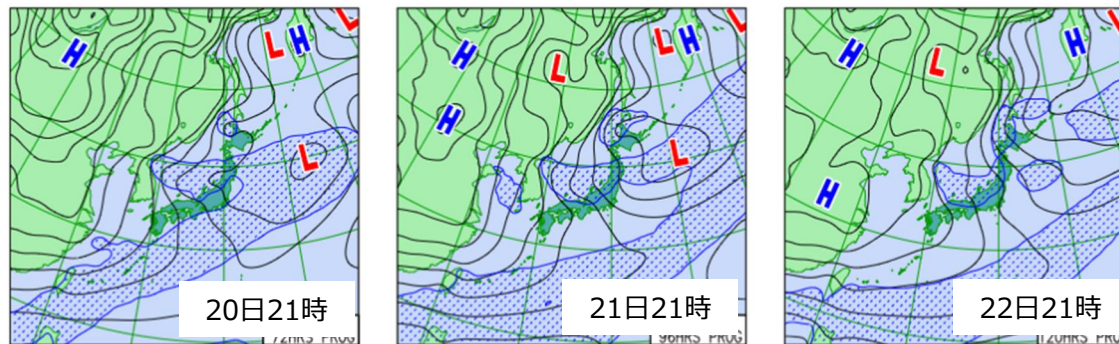 H
L
H
L
L
20日21時
72HRS PROG
H
L
L
H
L
H
L
21日21時
96HRS PROG
H
L
H
L
H
22日21時
120HRS PROG